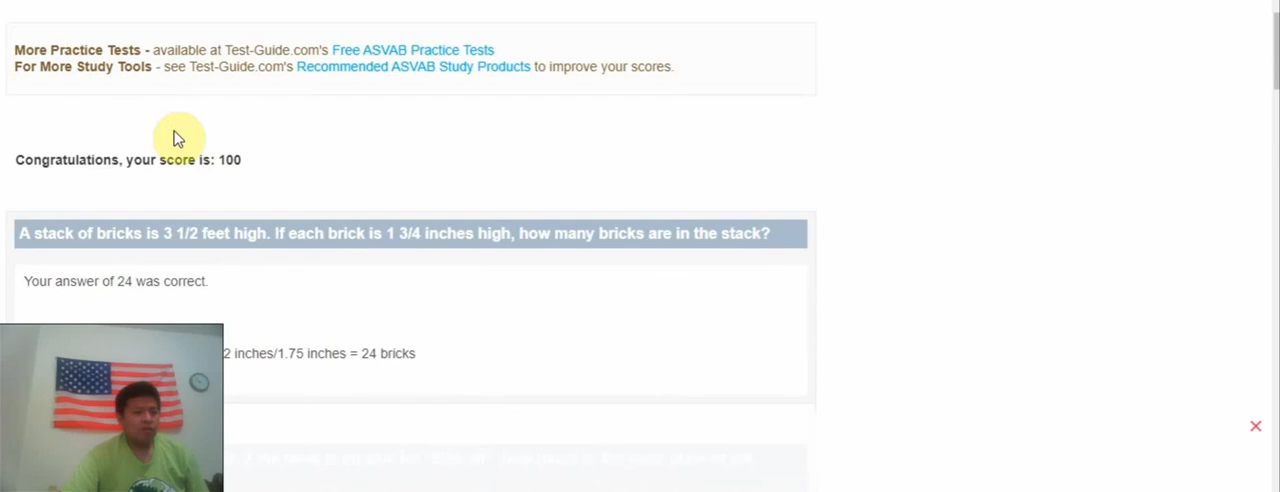 More Practice Tests - available at Test-Guide.com's Free ASVAB Practice Tests
For More Study Tools - see Test-Guide.com's Recommended ASVAB Study Products to improve your scores.
Congratulations, your score is: 100
A stack of bricks is 3 1/2 feet high. If each brick is 1 3/4 inches high, how many bricks are in the stack?
Your answer of 24 was correct.
2 inches/1.75 inches = 24 bricks